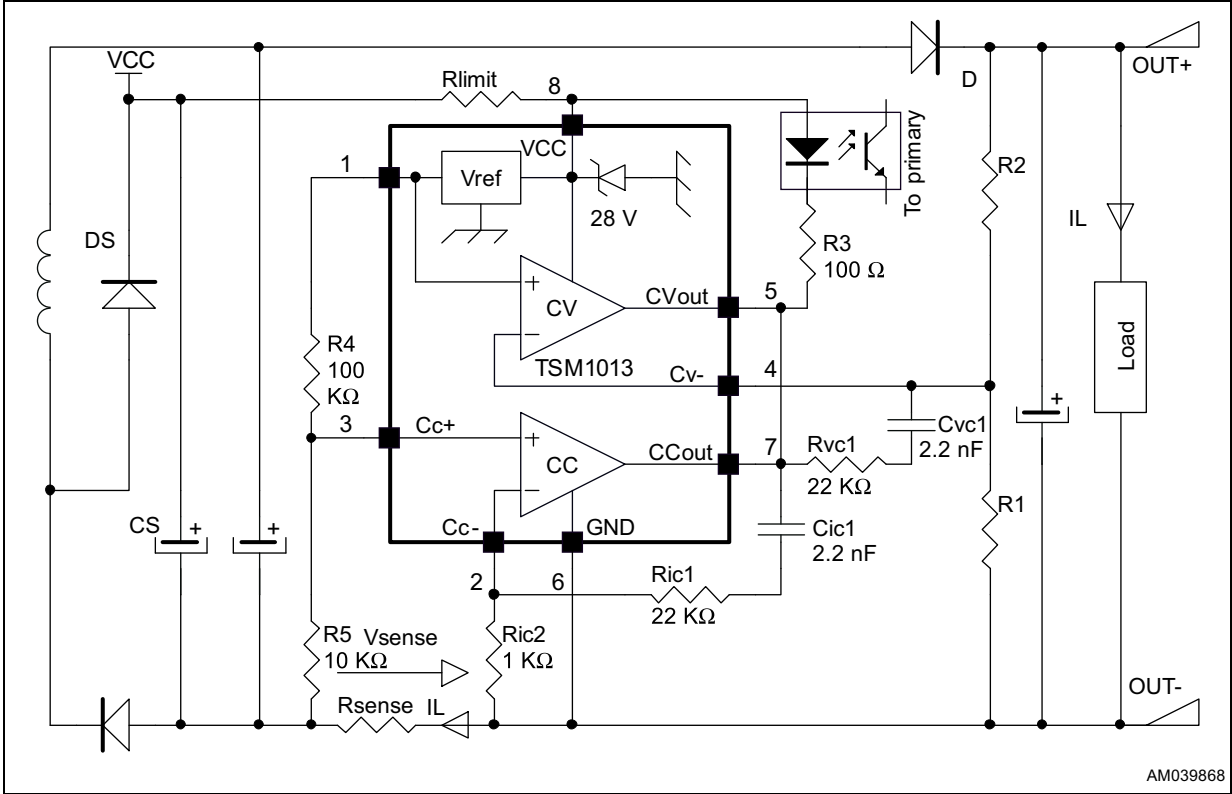 VCC
Rlimit
8
D
OUT+
1
VCC
Vref
28 V
To primary
R2
DS
R3
100 Ω
IL
+
CV
−
CVout
5
Load
R4
100
KΩ
TSM1013
Cv-
4
+
3
Cc+
+
CC
−
CCout
7
Rvc1
22 KΩ
Cvc1
2.2 nF
R1
CS
+
+
Cc-
GND
Cic1
2.2 nF
2
6
Ric1
22 KΩ
R5
10 KΩ
Vsense
Ric2
1 KΩ
Rsense
IL
OUT-
AM039868